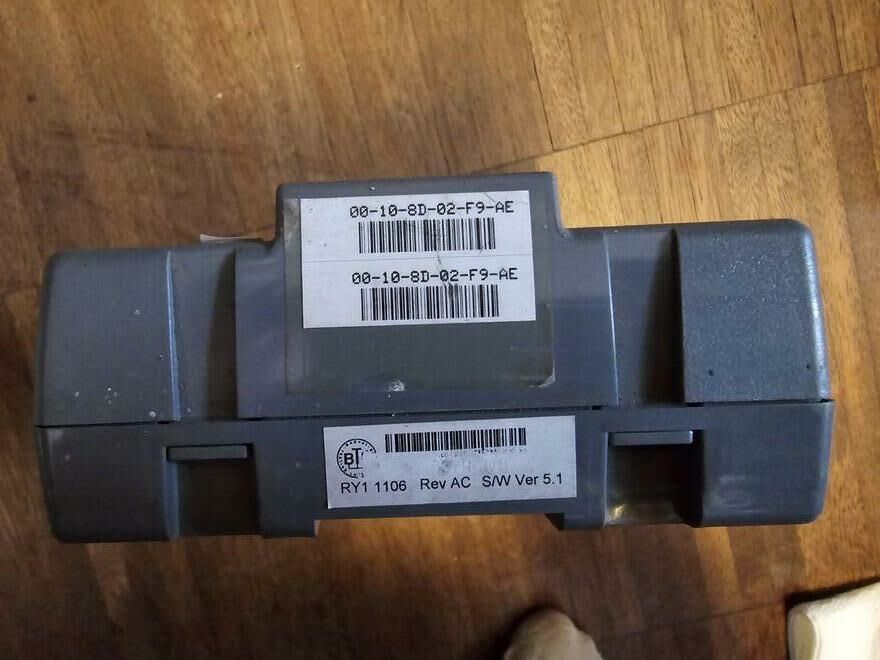 00-10-8D-02-F9-AE
00-10-8D-02-F9-AE
BT
RY1 1106 Rev AC S/W Ver 5.1